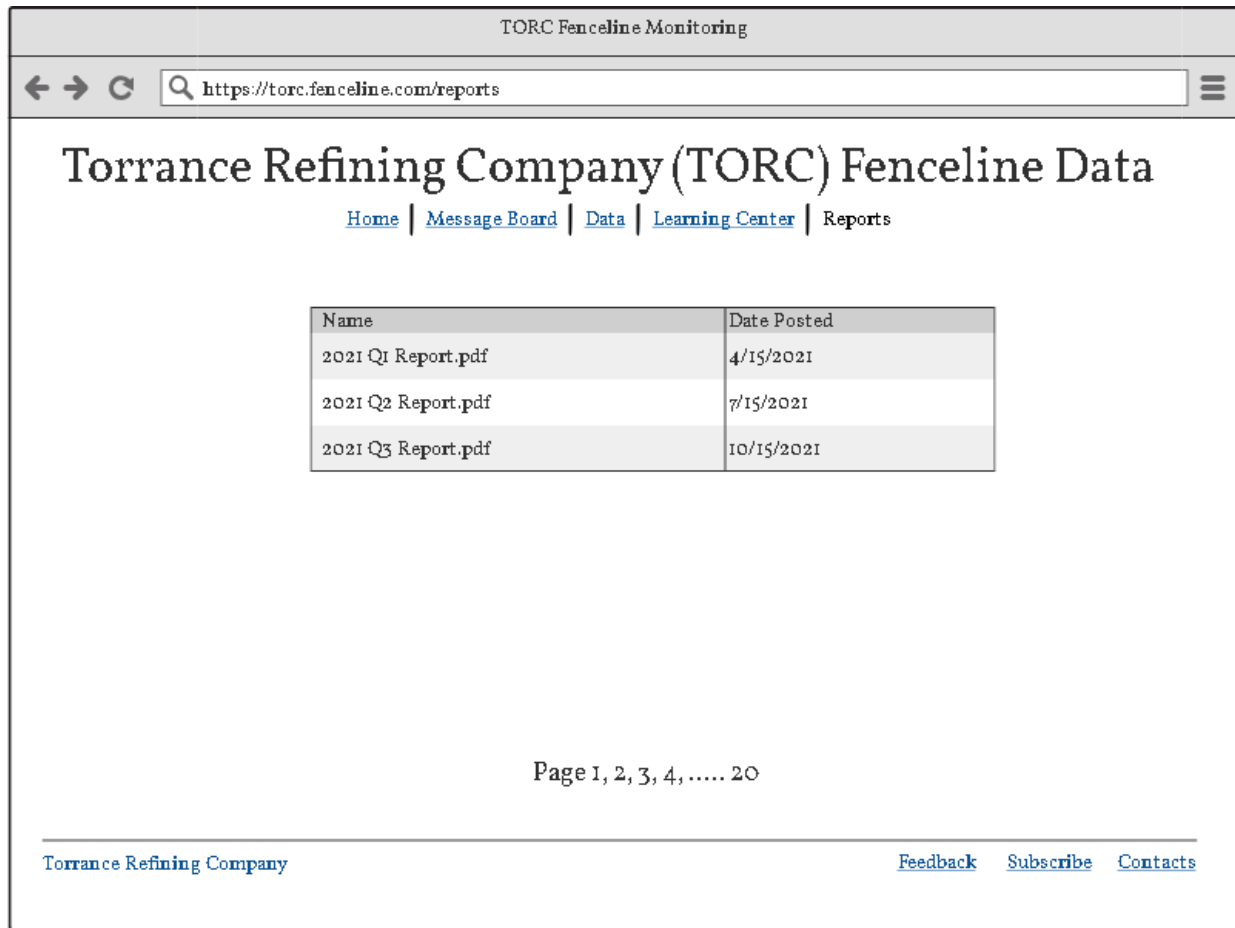 TORC Fenceline Monitoring
https://torc.fenceline.com/reports
Torrance Refining Company (TORC) Fenceline Data
Home | Message Board | Data | Learning Center | Reports
Name Date Posted
2021 Q1 Report.pdf 4/15/2021
2021 Q2 Report.pdf 7/15/2021
2021 Q3 Report.pdf 10/15/2021
Page 1, 2, 3, 4, ..... 20
Torrance Refining Company Feedback Subscribe Contacts